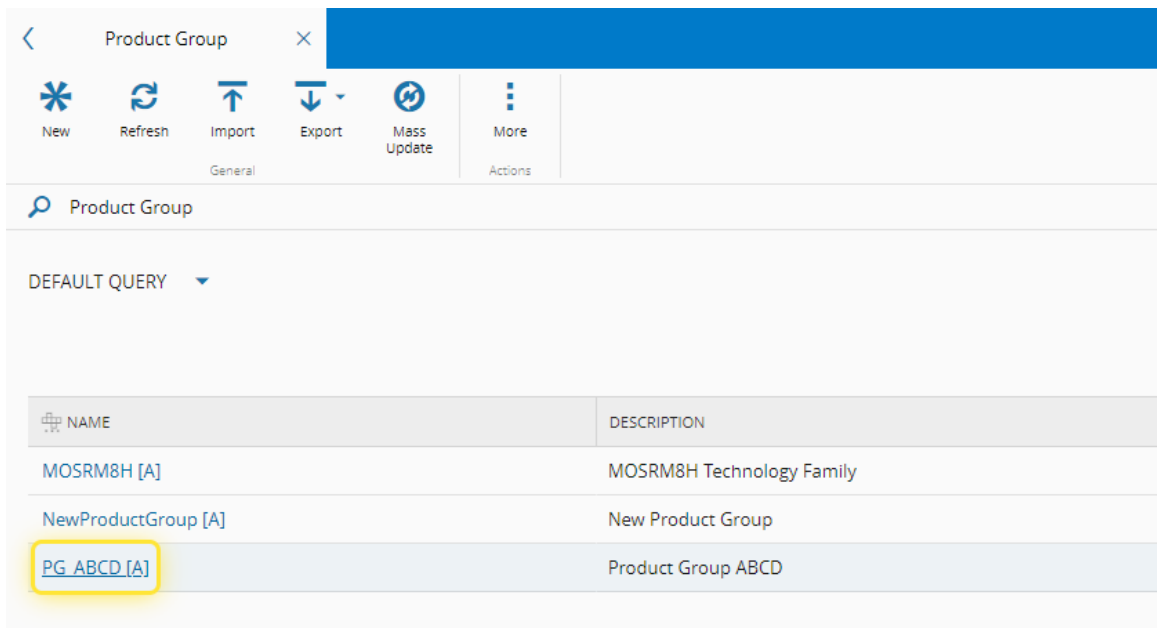 Product Group
New Refresh Import Export Mass Update More
General Actions
Product Group
DEFAULT QUERY
NAME DESCRIPTION
MOSRM8H [A] MOSRM8H Technology Family
NewProductGroup [A] New Product Group
PG_ABCD [A] Product Group ABCD